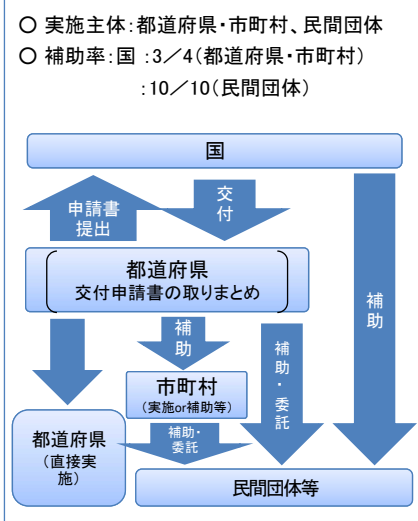 ○ 実施主体:都道府県・市町村、民間団体
○ 補助率:国 :3/4(都道府県・市町村)
:10/10(民間団体)
国
申請書
提出
交付
都道府県
交付申請書の取りまとめ
補助
補助
補助・委託
市町村
(実施or補助等)
都道府県
(直接実
施)
補助・
委託
民間団体等